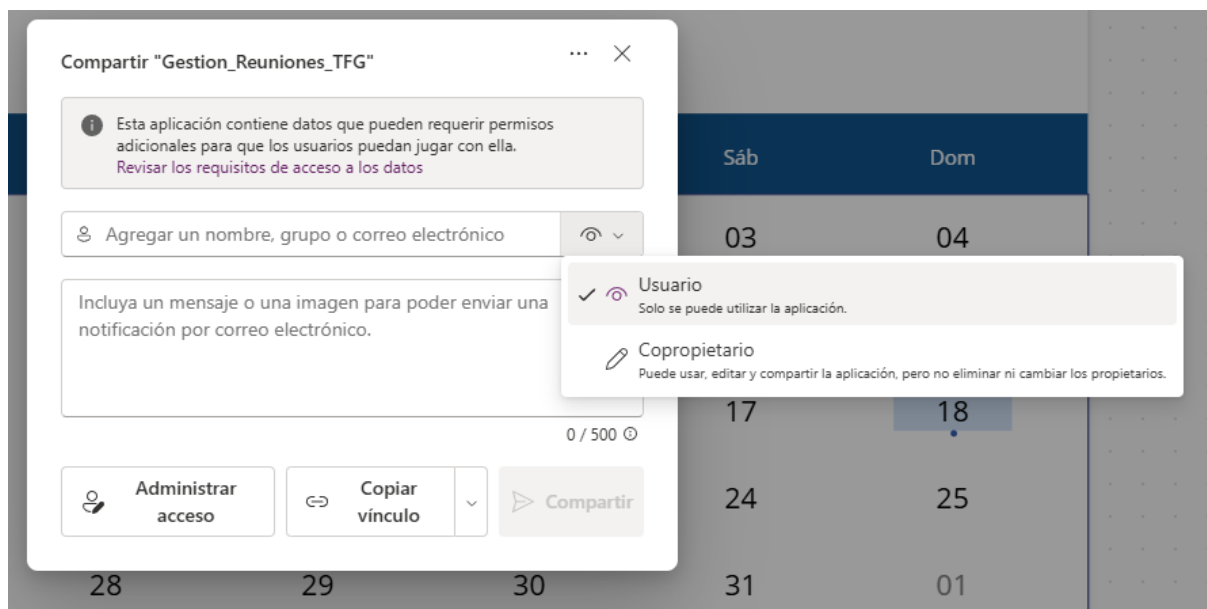 Compartir "Gestion_Reuniones_TFG"
Esta aplicación contiene datos que pueden requerir permisos
adicionales para que los usuarios puedan jugar con ella.
Revisar los requisitos de acceso a los datos
Sáb
Dom
Agregar un nombre, grupo o correo electrónico
03
04
Incluya un mensaje o una imagen para poder enviar una
notificación por correo electrónico.
Usuario
Solo se puede utilizar la aplicación.
Copropietario
Puede usar, editar y compartir la aplicación, pero no eliminar ni cambiar los propietarios.
17
18
0 / 500
Administrar
acceso
Copiar
vínculo
Compartir
24
25
28
29
30
31
01